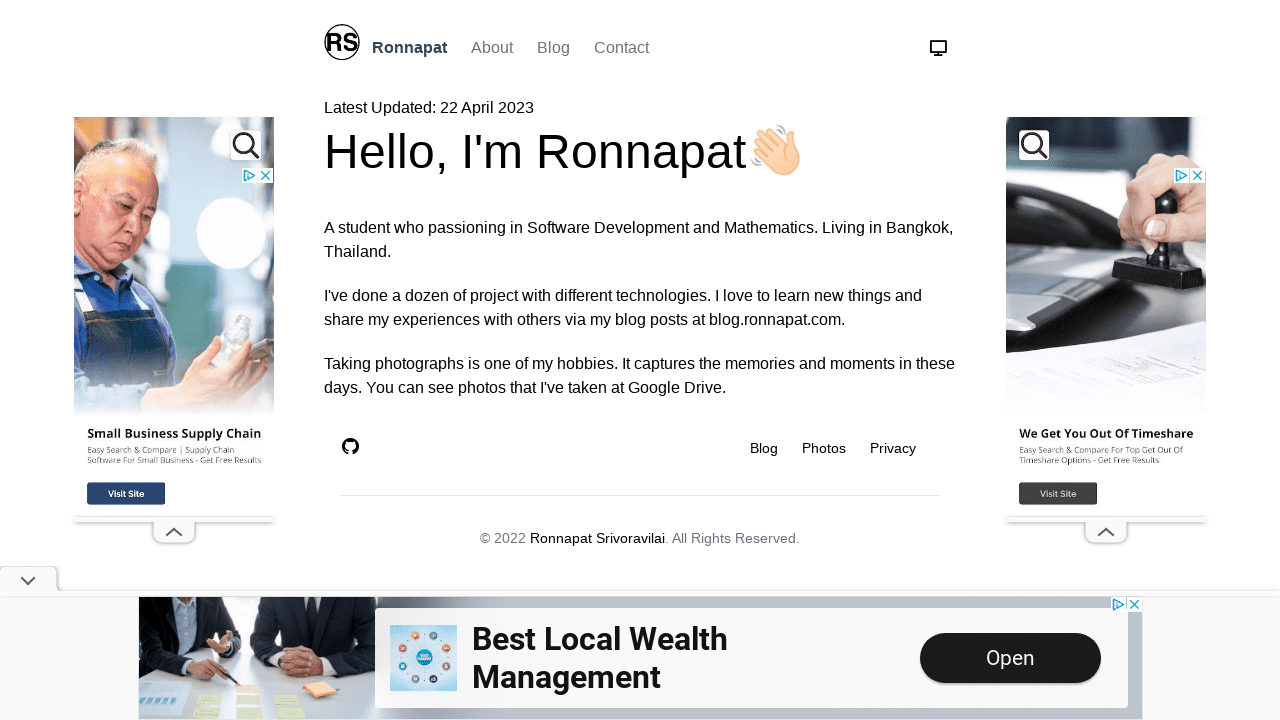 RS Ronnapat About Blog Contact
Latest Updated: 22 April 2023
Hello, I'm Ronnapat👋🏻
A student who passioning in Software Development and Mathematics. Living in Bangkok,
Thailand.
I've done a dozen of project with different technologies. I love to learn new things and
share my experiences with others via my blog posts at blog.ronnapat.com.
Taking photographs is one of my hobbies. It captures the memories and moments in these
days. You can see photos that I've taken at Google Drive.
Blog Photos Privacy
© 2022 Ronnapat Srivoravilai. All Rights Reserved.
Small Business Supply Chain
Easy Search & Compare | Supply Chain
Software For Small Business - Get Free Results
Visit Site
We Get You Out Of Timeshare
Easy Search & Compare For Top Get Out Of
Timeshare Options - Get Free Results
Visit Site
Best Local Wealth
Management
Open